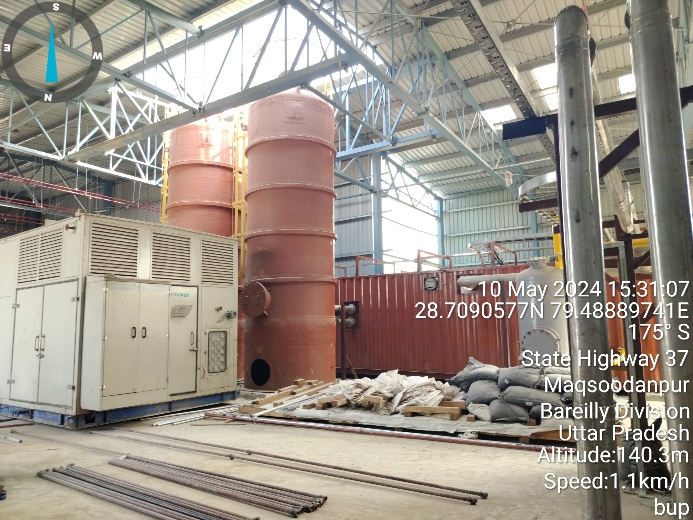 S
E
W
N
10 May 2024 15:31:07
28.7090577N 79.48889741E
175° S
State Highway 37
Maqsoodanpur
Bareilly Division
Uttar Pradesh
Altitude:140.3m
Speed:1.1km/h
bup